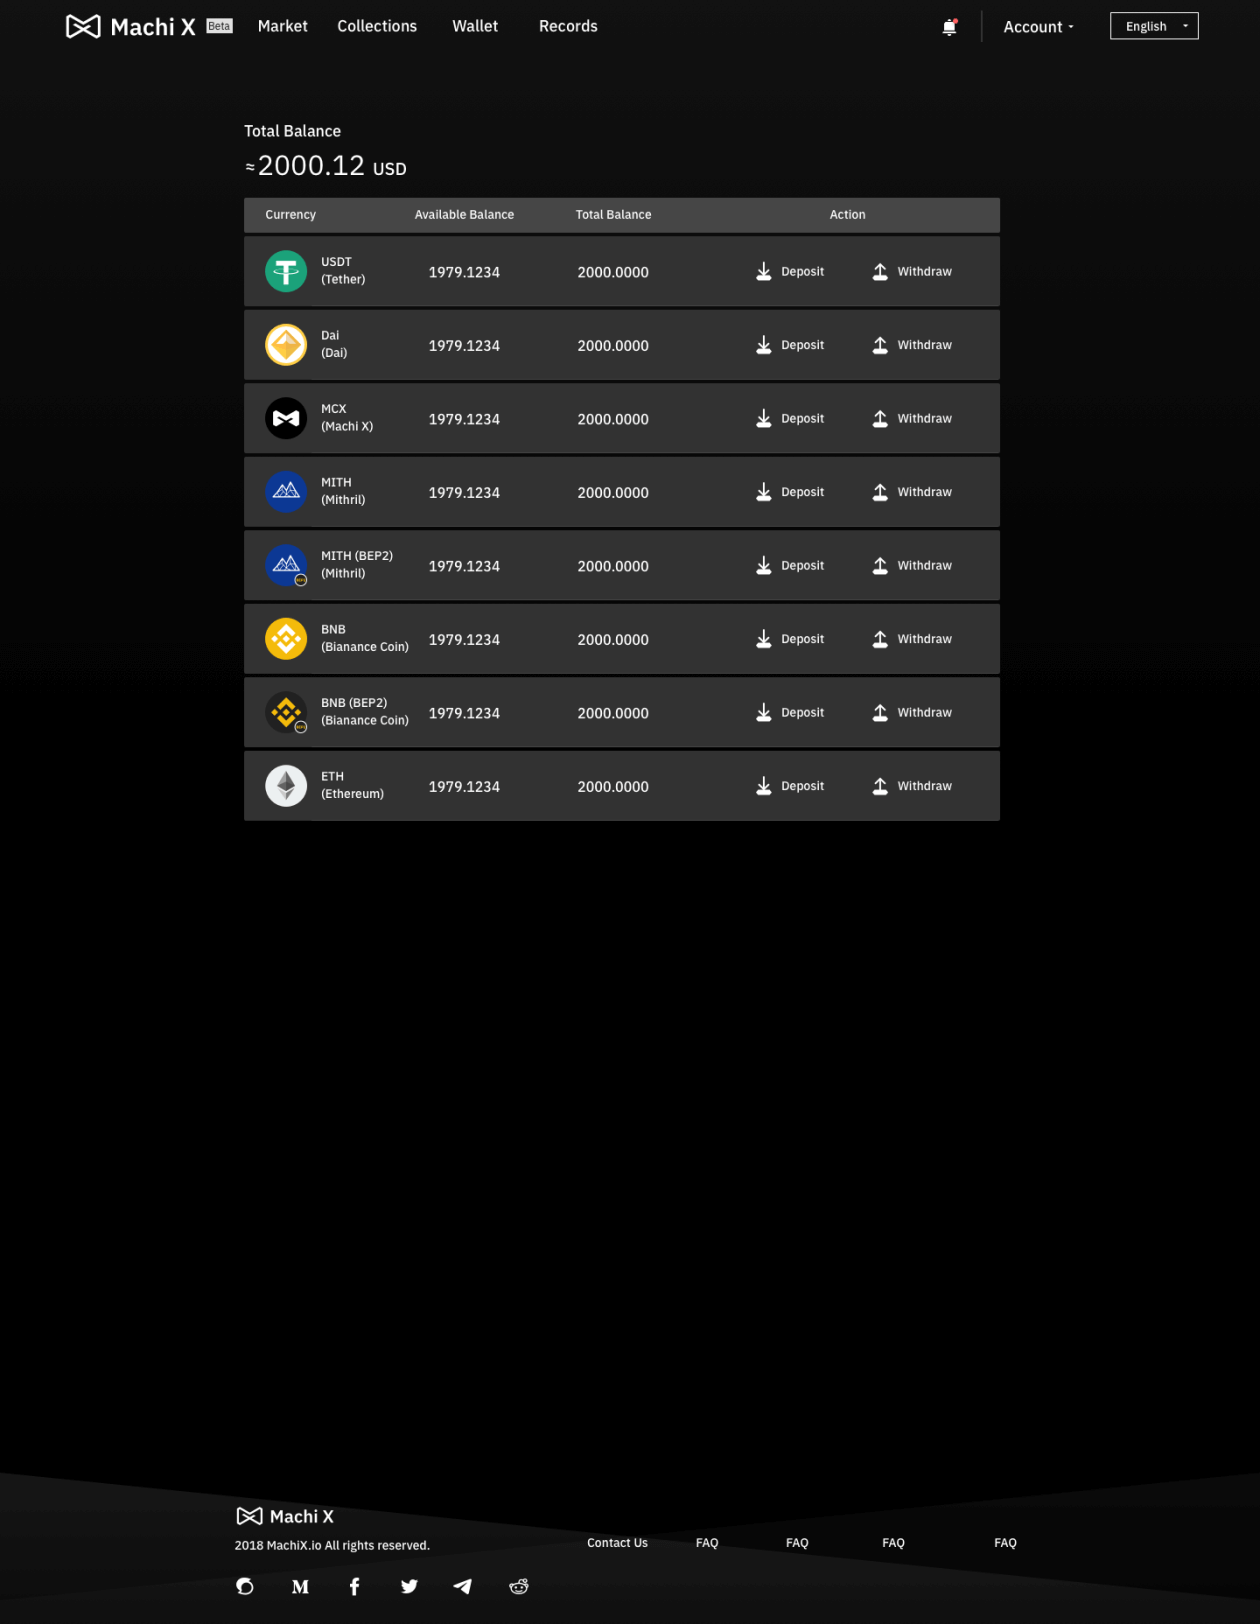 Machi X Beta Market Collections Wallet Records Account English
Total Balance
≈2000.12 USD
Currency Available Balance Total Balance Action
USDT
(Tether) 1979.1234 2000.0000 Deposit Withdraw
Dai
(Dai) 1979.1234 2000.0000 Deposit Withdraw
MCX
(Machi X) 1979.1234 2000.0000 Deposit Withdraw
MITH
(Mithril) 1979.1234 2000.0000 Deposit Withdraw
MITH (BEP2)
(Mithril) 1979.1234 2000.0000 Deposit Withdraw
BNB
(Bianance Coin) 1979.1234 2000.0000 Deposit Withdraw
BNB (BEP2)
(Bianance Coin) 1979.1234 2000.0000 Deposit Withdraw
ETH
(Ethereum) 1979.1234 2000.0000 Deposit Withdraw
Machi X
2018 MachiX.io All rights reserved. Contact Us FAQ FAQ FAQ FAQ